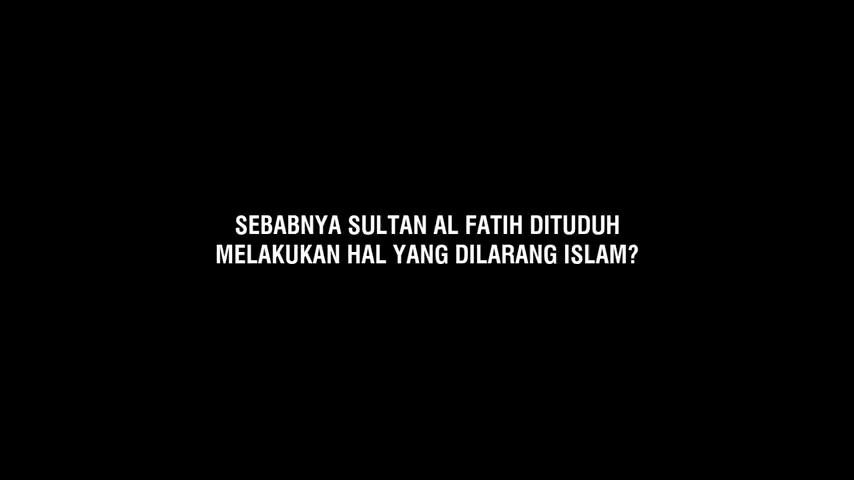 SEBABNYA SULTAN AL FATIH DITUDUH
MELAKUKAN HAL YANG DILARANG ISLAM?